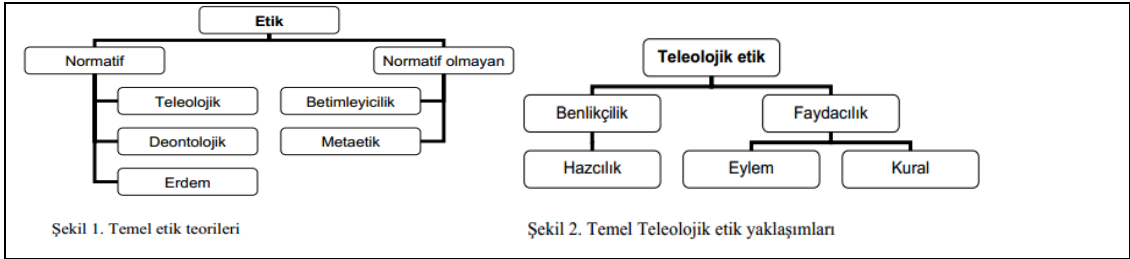 Etik
Normatif
Normatif olmayan
Teleolojik
Betimleyicilik
Deontolojik
Metaetik
Erdem
Şekil 1. Temel etik teorileri
Teleolojik etik
Benlikçilik
Faydacılık
Hazcılık
Eylem
Kural
Şekil 2. Temel Teleolojik etik yaklaşımları